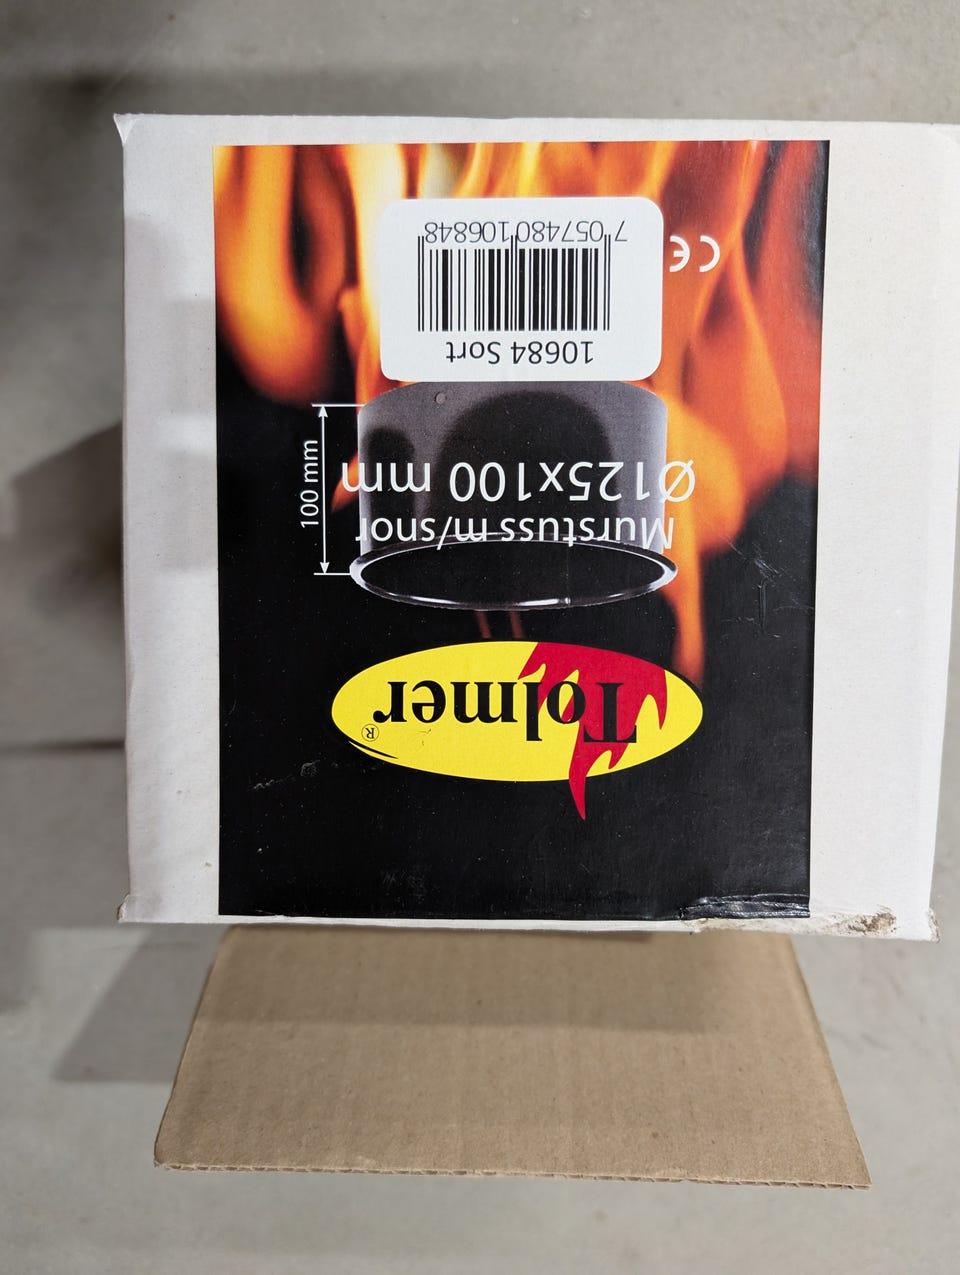 Tolmer®
Murstuss m/snor
Ø125x100 mm
100 mm
10684 Sort
7 057480 106848
CE